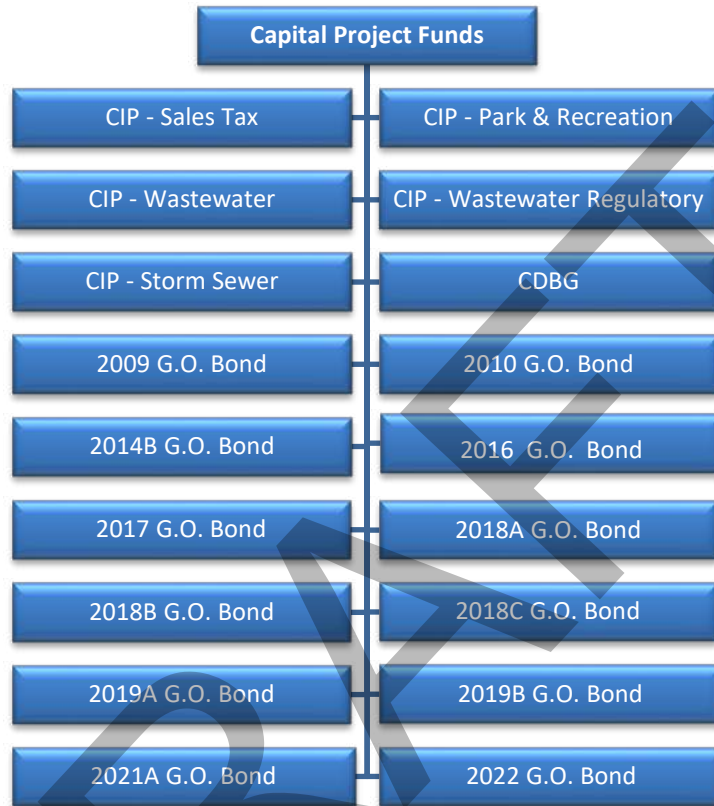 Capital Project Funds
CIP - Sales Tax
CIP - Park & Recreation
CIP - Wastewater
CIP - Wastewater Regulatory
CIP - Storm Sewer
CDBG
2009 G.O. Bond
2010 G.O. Bond
2014B G.O. Bond
2016 G.O. Bond
2017 G.O. Bond
2018A G.O. Bond
2018B G.O. Bond
2018C G.O. Bond
2019A G.O. Bond
2019B G.O. Bond
2021A G.O. Bond
2022 G.O. Bond
DRAFT